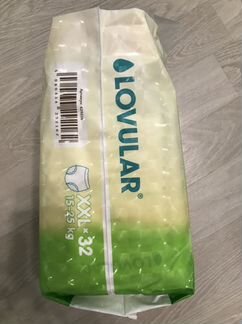 LOVULAR®
XXL × 32
15-25 kg